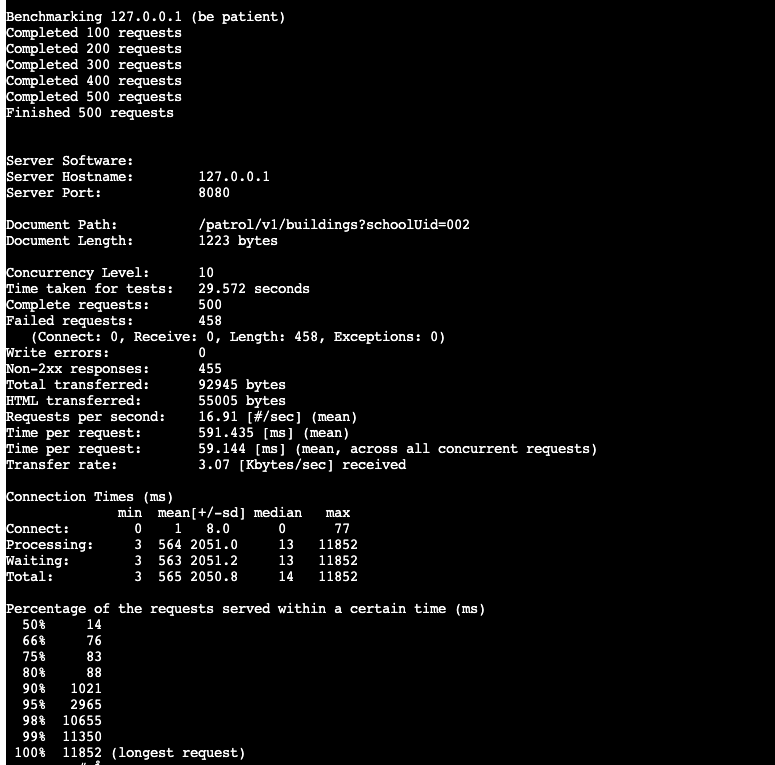 Benchmarking 127.0.0.1 (be patient)
Completed 100 requests
Completed 200 requests
Completed 300 requests
Completed 400 requests
Completed 500 requests
Finished 500 requests
Server Software:
Server Hostname: 127.0.0.1
Server Port: 8080
Document Path: /patrol/v1/buildings?schoolUid=002
Document Length: 1223 bytes
Concurrency Level: 10
Time taken for tests: 29.572 seconds
Complete requests: 500
Failed requests: 458
(Connect: 0, Receive: 0, Length: 458, Exceptions: 0)
Write errors: 0
Non-2xx responses: 455
Total transferred: 92945 bytes
HTML transferred: 55005 bytes
Requests per second: 16.91 [#/sec] (mean)
Time per request: 591.435 [ms] (mean)
Time per request: 59.144 [ms] (mean, across all concurrent requests)
Transfer rate: 3.07 [Kbytes/sec] received
Connection Times (ms)
min mean[+/-sd] median max
Connect: 0 1 8.0 0 77
Processing: 3 564 2051.0 13 11852
Waiting: 3 563 2051.2 13 11852
Total: 3 565 2050.8 14 11852
Percentage of the requests served within a certain time (ms)
50% 14
66% 76
75% 83
80% 88
90% 1021
95% 2965
98% 10655
99% 11350
100% 11852 (longest request)